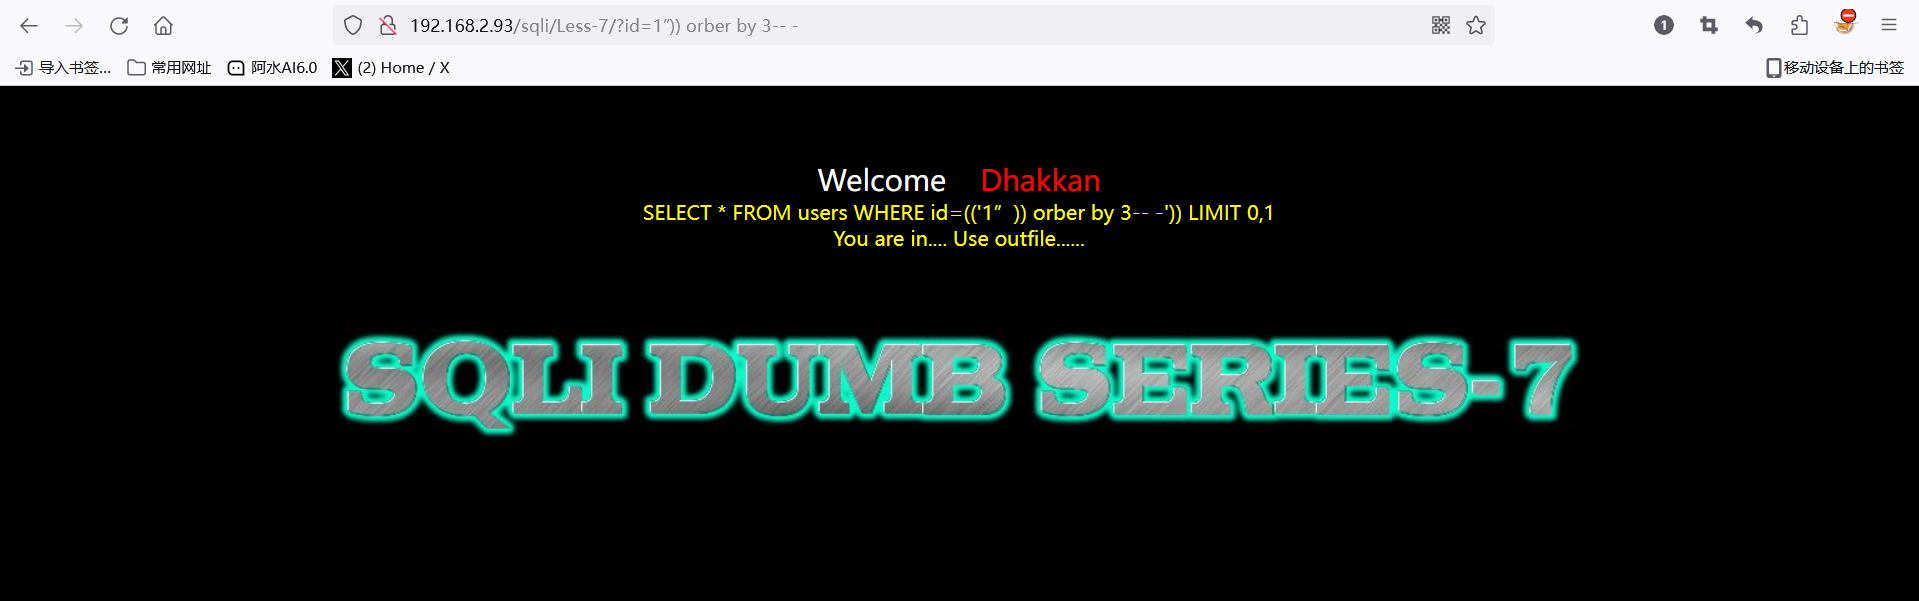 192.168.2.93/sqli/Less-7/?id=1”)) orber by 3-- -
1
导入书签... 常用网址 阿水AI6.0 (2) Home / X 移动设备上的书签
Welcome Dhakkan
SELECT * FROM users WHERE id=(('1” )) orber by 3-- -')) LIMIT 0,1
You are in.... Use outfile......
SQLI DUMB SERIES-7